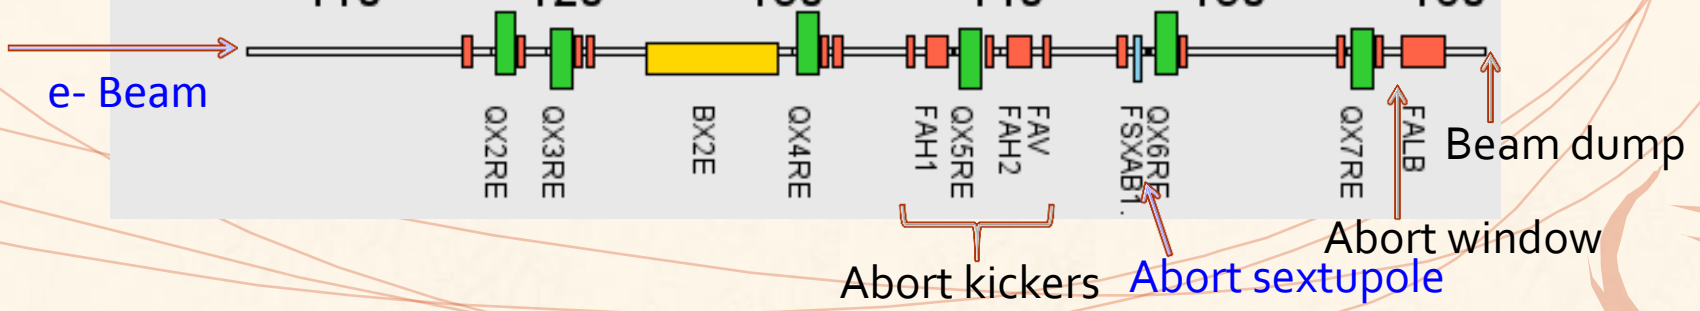 e- Beam
QX2RE
QX3RE
BX2E
QX4RE
FAH1
QX5RE
FAH2
FAV
FSXAB1.
QX6RE
QX7RE
FALB
Beam dump
Abort window
Abort kickers
Abort sextupole